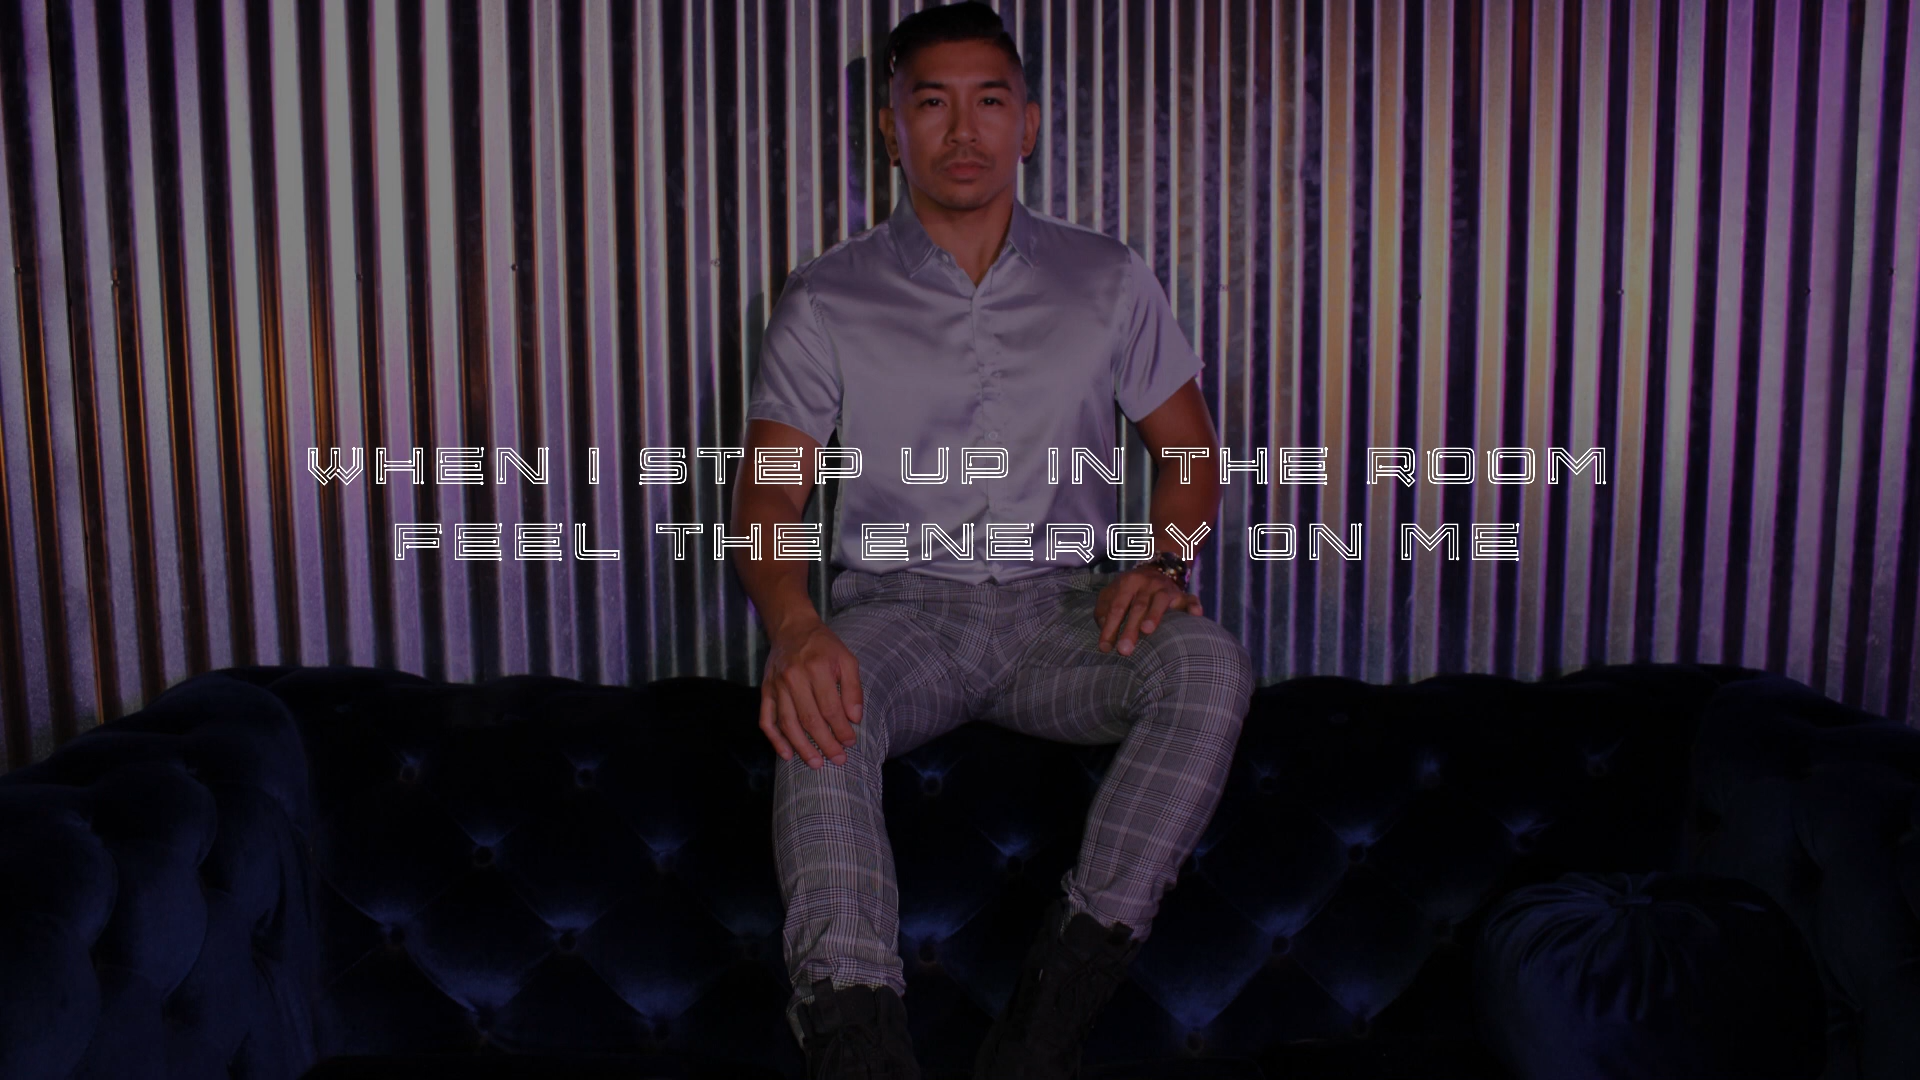 WHEN I STEP UP IN THE ROOM
FEEL THE ENERGY ON ME